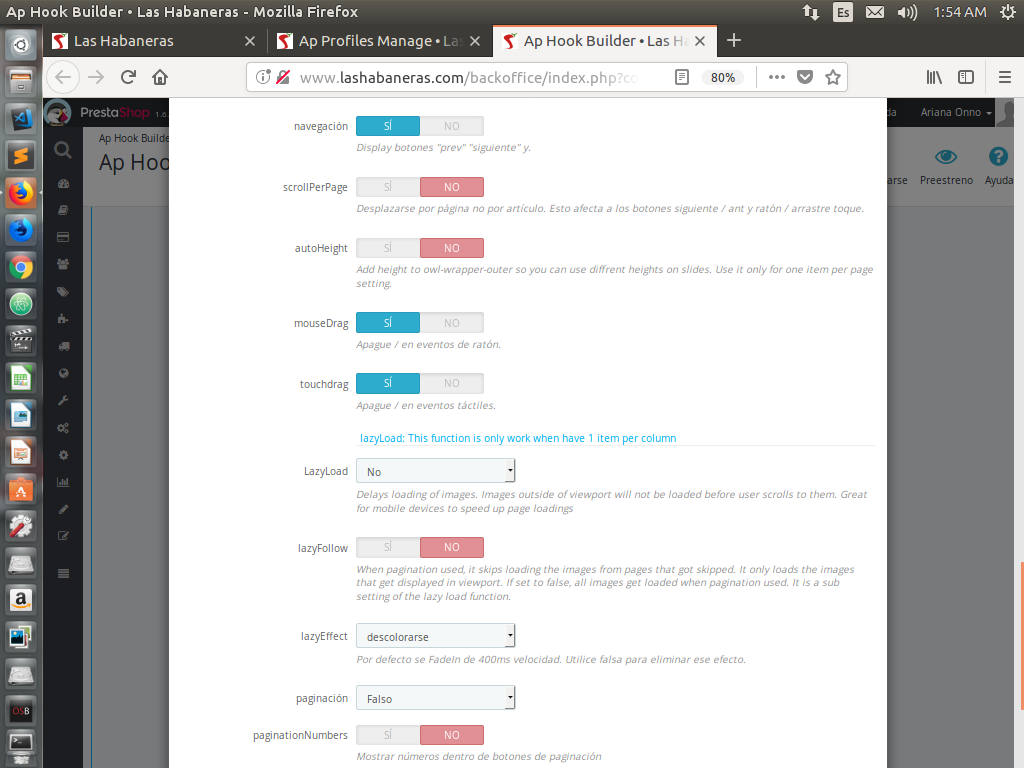 Ap Hook Builder • Las Habaneras - Mozilla Firefox
Es
1:54 AM
Las Habaneras
Ap Profiles Manage • Las
Ap Hook Builder • Las Ha
www.lashabaneras.com/backoffice/index.php?co
80%
PrestaShop 1.6.
da
Ariana Onno
Ap Hook Builde
Ap Hoo
arse
Preestreno
Ayuda
navegación
SÍ
NO
Display botones "prev" "siguiente" y.
scrollPerPage
SÍ
NO
Desplazarse por página no por artículo. Esto afecta a los botones siguiente / ant y ratón / arrastre toque.
autoHeight
SÍ
NO
Add height to owl-wrapper-outer so you can use diffrent heights on slides. Use it only for one item per page
setting.
mouseDrag
SÍ
NO
Apague / en eventos de ratón.
touchdrag
SÍ
NO
Apague / en eventos táctiles.
lazyLoad: This function is only work when have 1 item per column
LazyLoad
No
Delays loading of images. Images outside of viewport will not be loaded before user scrolls to them. Great
for mobile devices to speed up page loadings
lazyFollow
SÍ
NO
When pagination used, it skips loading the images from pages that got skipped. It only loads the images
that get displayed in viewport. If set to false, all images get loaded when pagination used. It is a sub
setting of the lazy load function.
lazyEffect
descolorarse
Por defecto se FadeIn de 400ms velocidad. Utilice falsa para eliminar ese efecto.
paginación
Falso
paginationNumbers
SÍ
NO
Mostrar números dentro de botones de paginación
OSB